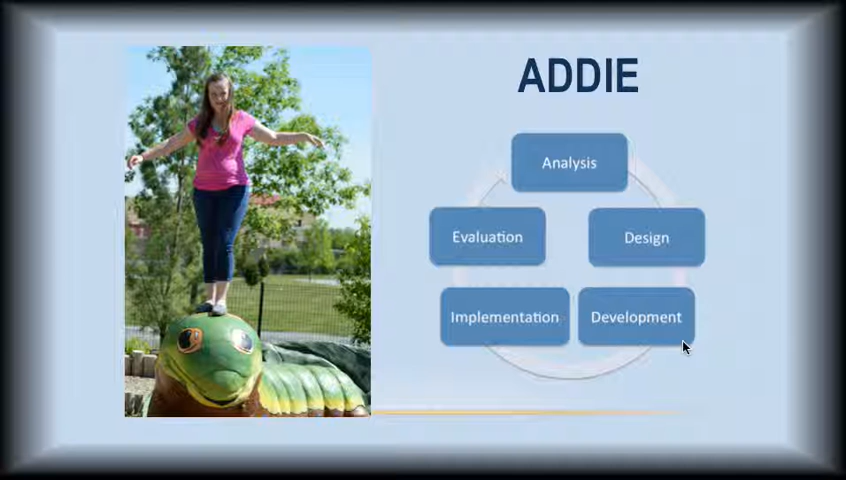 ADDIE
Analysis
Evaluation
Design
Implementation
Development